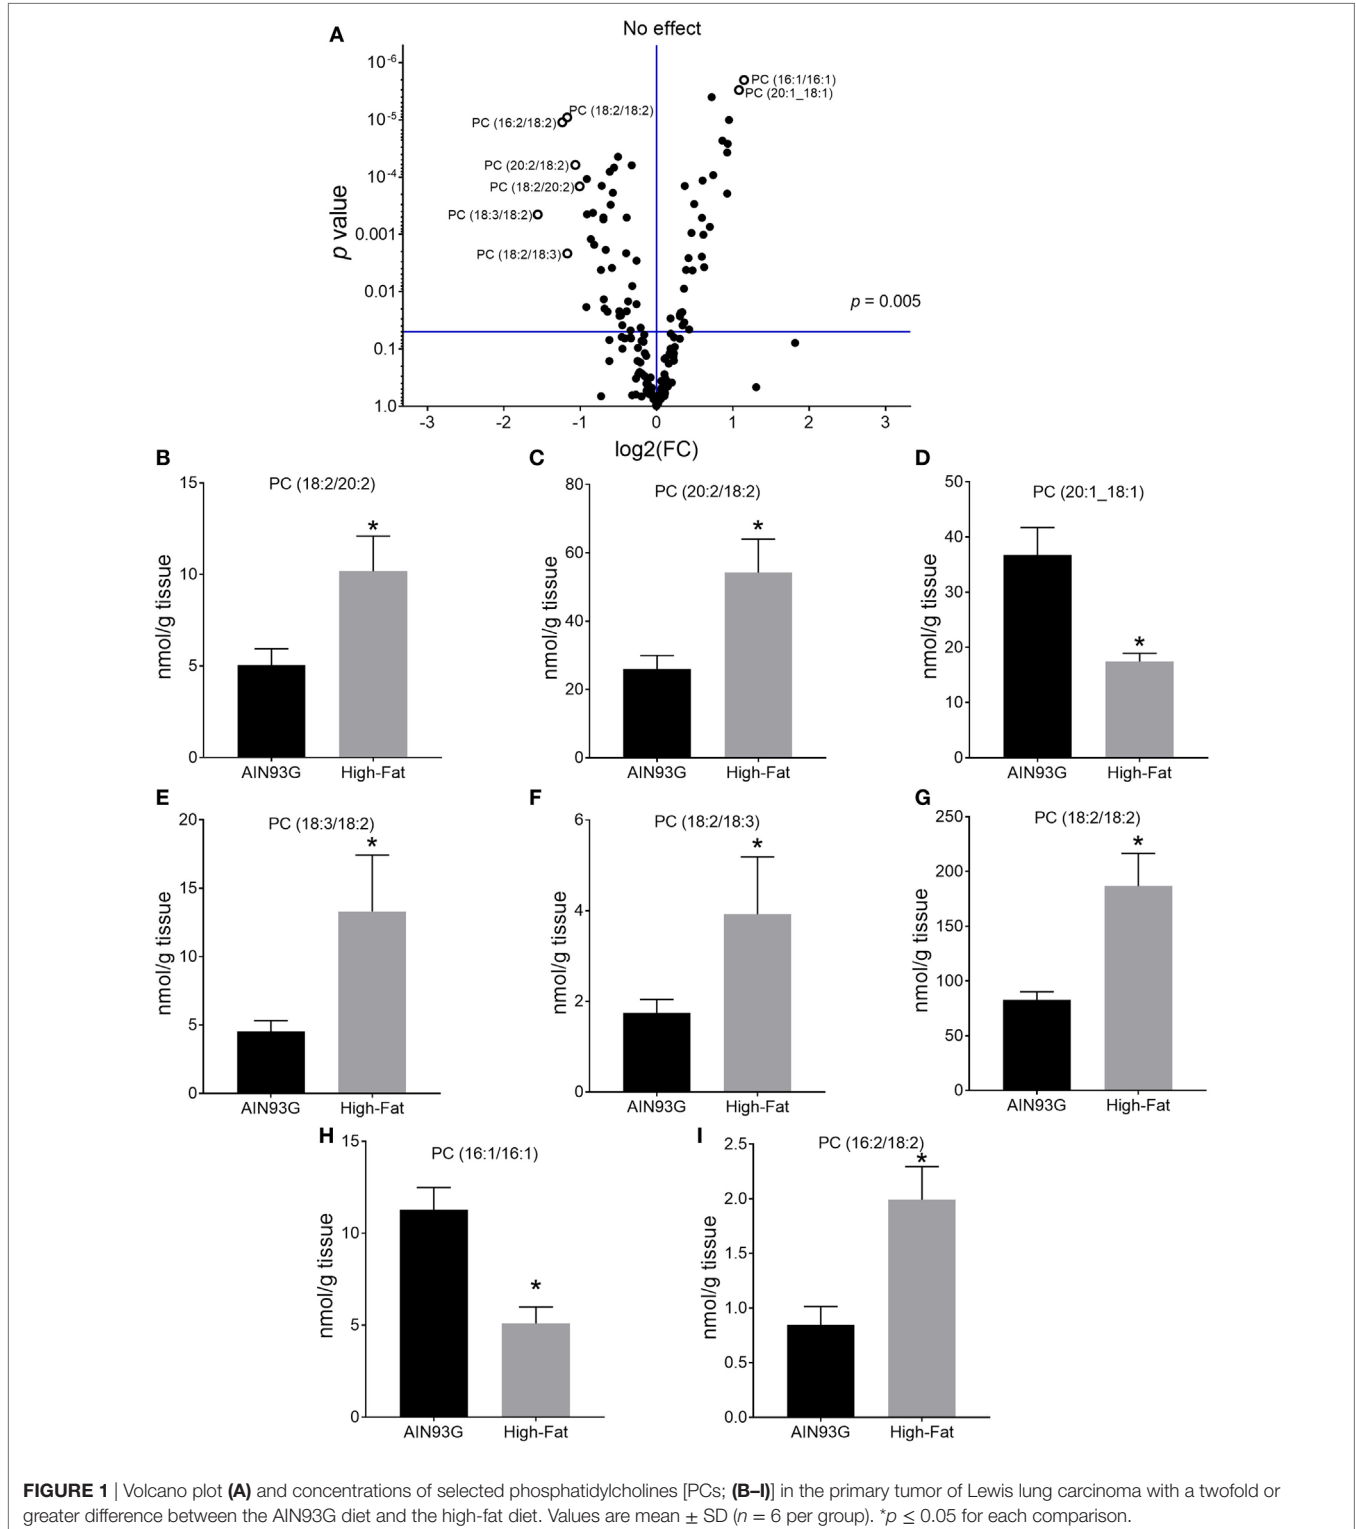 A
No effect
p value
10-6
10-5
10-4
0.001
0.01
0.1
1.0
PC (16:1/16:1)
PC (20:1_18:1)
PC (18:2/18:2)
PC (16:2/18:2)
PC (20:2/18:2)
PC (18:2/20:2)
PC (18:3/18:2)
PC (18:2/18:3)
p = 0.005
-3 -2 -1 0 1 2 3
log2(FC)
B
PC (18:2/20:2)
nmol/g tissue
15
10
5
0
*
AIN93G High-Fat
C
PC (20:2/18:2)
nmol/g tissue
80
60
40
20
0
*
AIN93G High-Fat
D
PC (20:1_18:1)
nmol/g tissue
50
40
30
20
10
0
*
AIN93G High-Fat
E
PC (18:3/18:2)
nmol/g tissue
20
15
10
5
0
*
AIN93G High-Fat
F
PC (18:2/18:3)
nmol/g tissue
6
4
2
0
*
AIN93G High-Fat
G
PC (18:2/18:2)
nmol/g tissue
250
200
150
100
50
0
*
AIN93G High-Fat
H
PC (16:1/16:1)
nmol/g tissue
15
10
5
0
*
AIN93G High-Fat
I
PC (16:2/18:2)
nmol/g tissue
2.5
2.0
1.5
1.0
0.5
0.0
*
AIN93G High-Fat
FIGURE 1 | Volcano plot (A) and concentrations of selected phosphatidylcholines [PCs; (B–I)] in the primary tumor of Lewis lung carcinoma with a twofold or
greater difference between the AIN93G diet and the high-fat diet. Values are mean ± SD (n = 6 per group). *p ≤ 0.05 for each comparison.